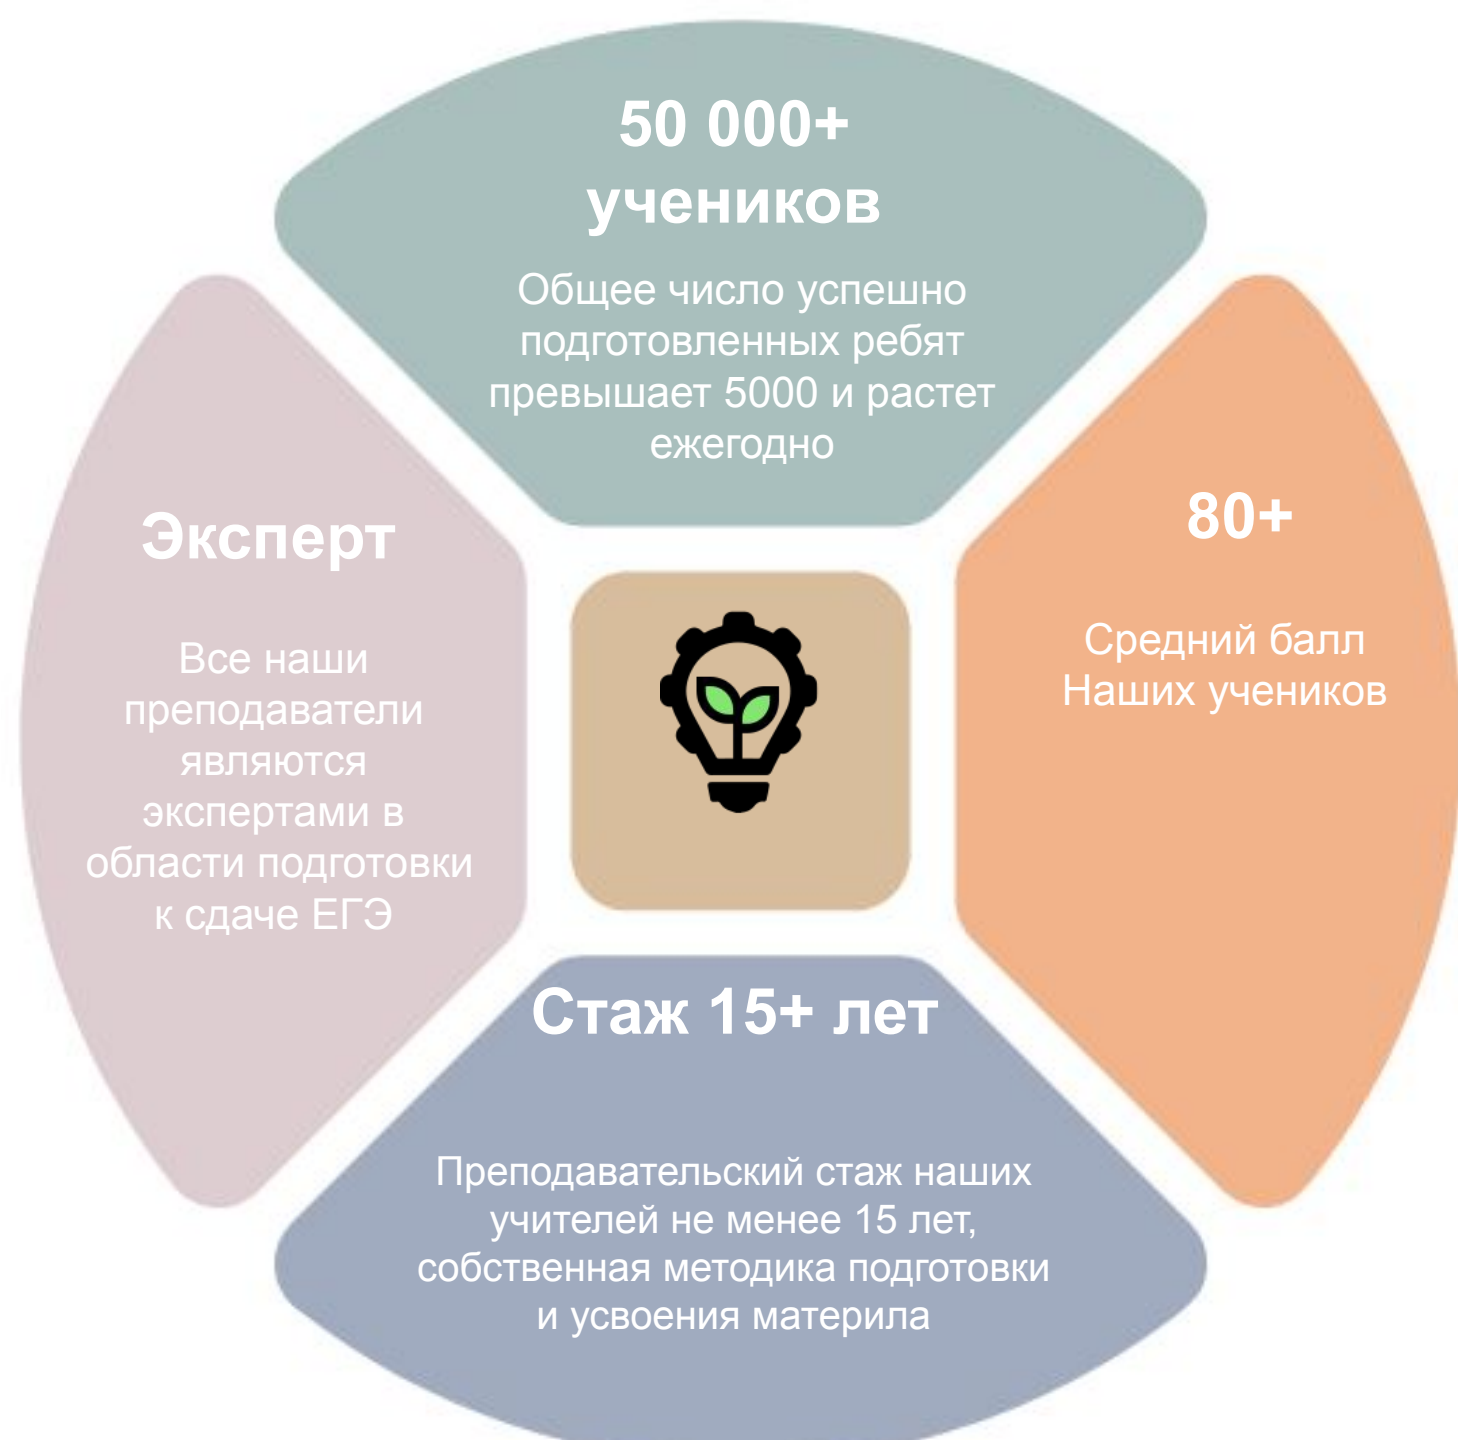 50 000+
учеников
Общее число успешно
подготовленных ребят
превышает 5000 и растет
ежегодно
Эксперт
Все наши
преподаватели
являются
экспертами в
области подготовки
к сдаче ЕГЭ
80+
Средний балл
Наших учеников
Стаж 15+ лет
Преподавательский стаж наших
учителей не менее 15 лет,
собственная методика подготовки
и усвоения материла